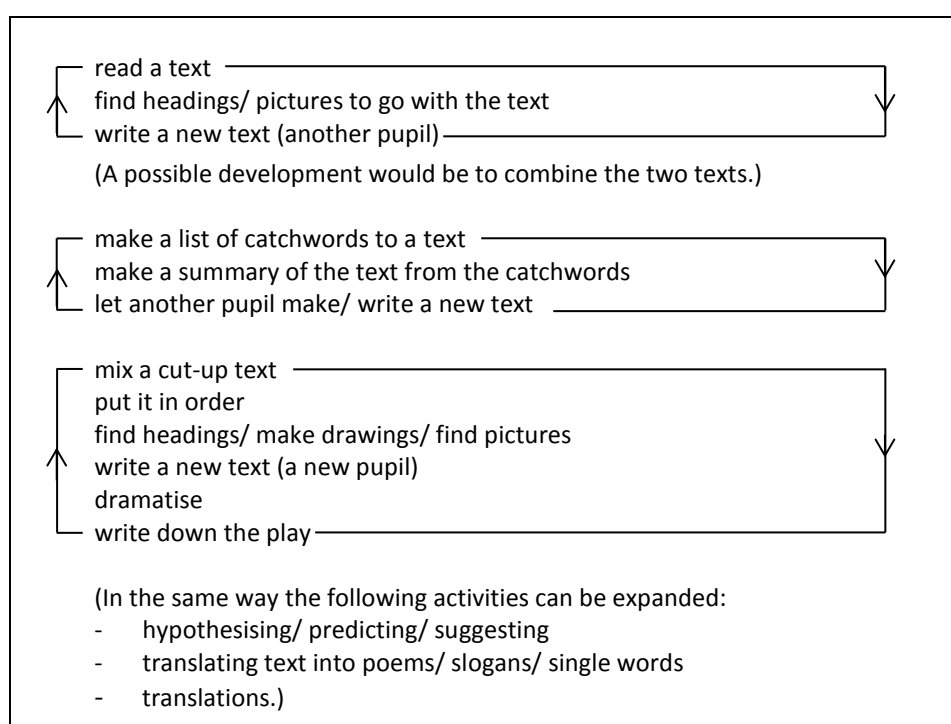 read a text
find headings/ pictures to go with the text
write a new text (another pupil)
(A possible development would be to combine the two texts.)
make a list of catchwords to a text
make a summary of the text from the catchwords
let another pupil make/ write a new text
mix a cut-up text
put it in order
find headings/ make drawings/ find pictures
write a new text (a new pupil)
dramatise
write down the play
(In the same way the following activities can be expanded:
- hypothesising/ predicting/ suggesting
- translating text into poems/ slogans/ single words
- translations.)